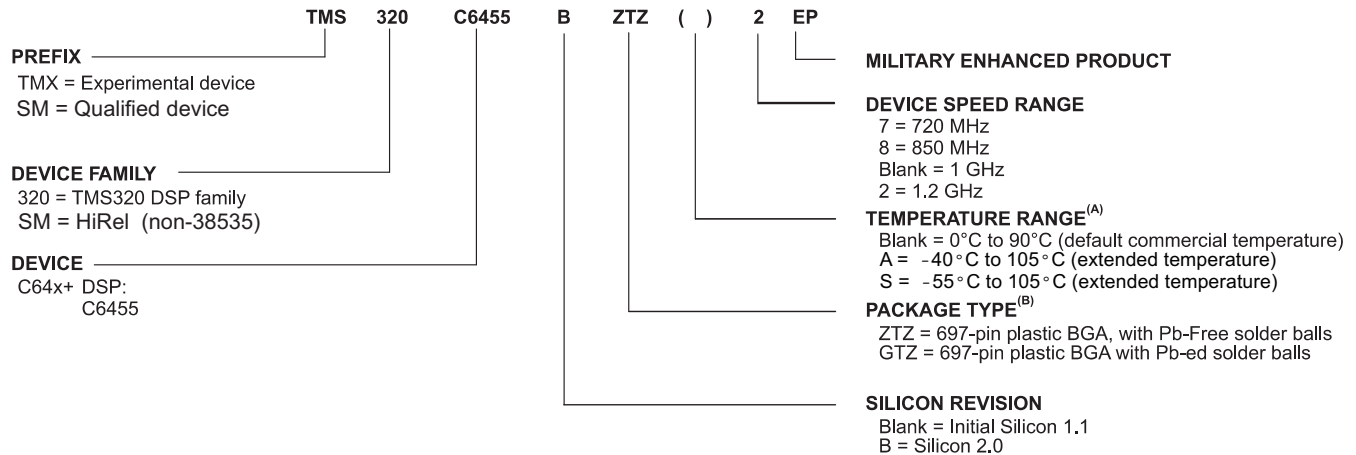 TMS 320 C6455 B ZTZ ( ) 2 EP
PREFIX
TMX = Experimental device
SM = Qualified device
DEVICE FAMILY
320 = TMS320 DSP family
SM = HiRel (non-38535)
DEVICE
C64x+ DSP:
C6455
MILITARY ENHANCED PRODUCT
DEVICE SPEED RANGE
7 = 720 MHz
8 = 850 MHz
Blank = 1 GHz
2 = 1.2 GHz
TEMPERATURE RANGE(A)
Blank = 0°C to 90°C (default commercial temperature)
A = -40°C to 105°C (extended temperature)
S = -55°C to 105°C (extended temperature)
PACKAGE TYPE(B)
ZTZ = 697-pin plastic BGA, with Pb-Free solder balls
GTZ = 697-pin plastic BGA with Pb-ed solder balls
SILICON REVISION
Blank = Initial Silicon 1.1
B = Silicon 2.0